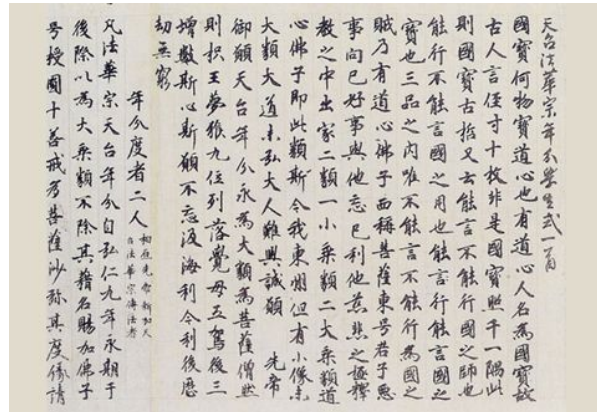 天台法華宗年分學生式一首
國寶何物寶道心也有道心人名為國寶故
古人言徑寸十枚非是國寶照千一隅此
則國寶古哲又云能言不能行國之師也
能行不能言國之用也能行能言國之
寶也三品之內唯不能言不能行為國之
賊乃有道心佛子西稱菩薩東号君子惡
事向己好事與他忘己利他慈悲之極釋
教之中出家二類一小乘類二大乘類道
心佛子即此類斯今我東州但有小像未
大類大道未弘大人難興誠願 先帝
御願天台年分永為大類為菩薩僧然
則枳王夢猴九位列落覺母五駕後三
增數斯心斯願不忘汲海利今利後歷
劫無窮
年分度者二人
柏原先帝新加天
台法華宗傳法者
凡法華宗天台年分自弘仁九年永期于
後際以為大乘類不除其籍名賜加佛子
号授圓十善戒為菩薩沙彌其度緣請